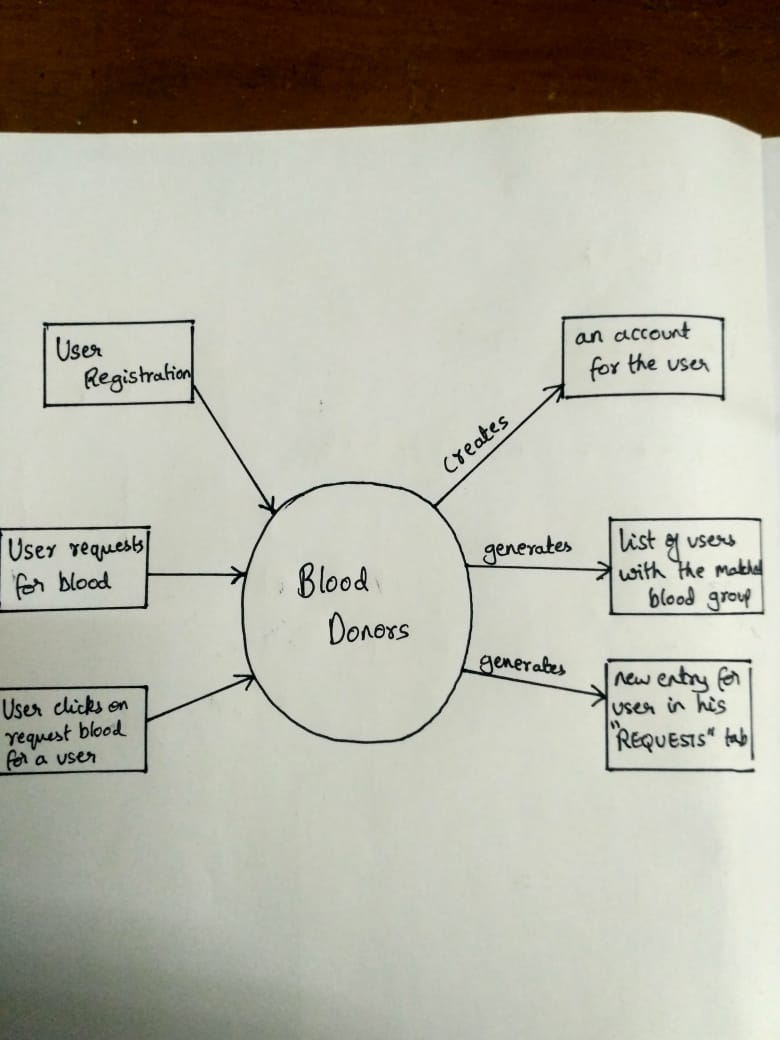 User
Registration
an account
for the user
Creates
User requests
for blood
Blood
Donors
generates
list of users
with the matched
blood group
User clicks on
request blood
for a user
generates
new entry for
user in his
"REQUESTS" tab